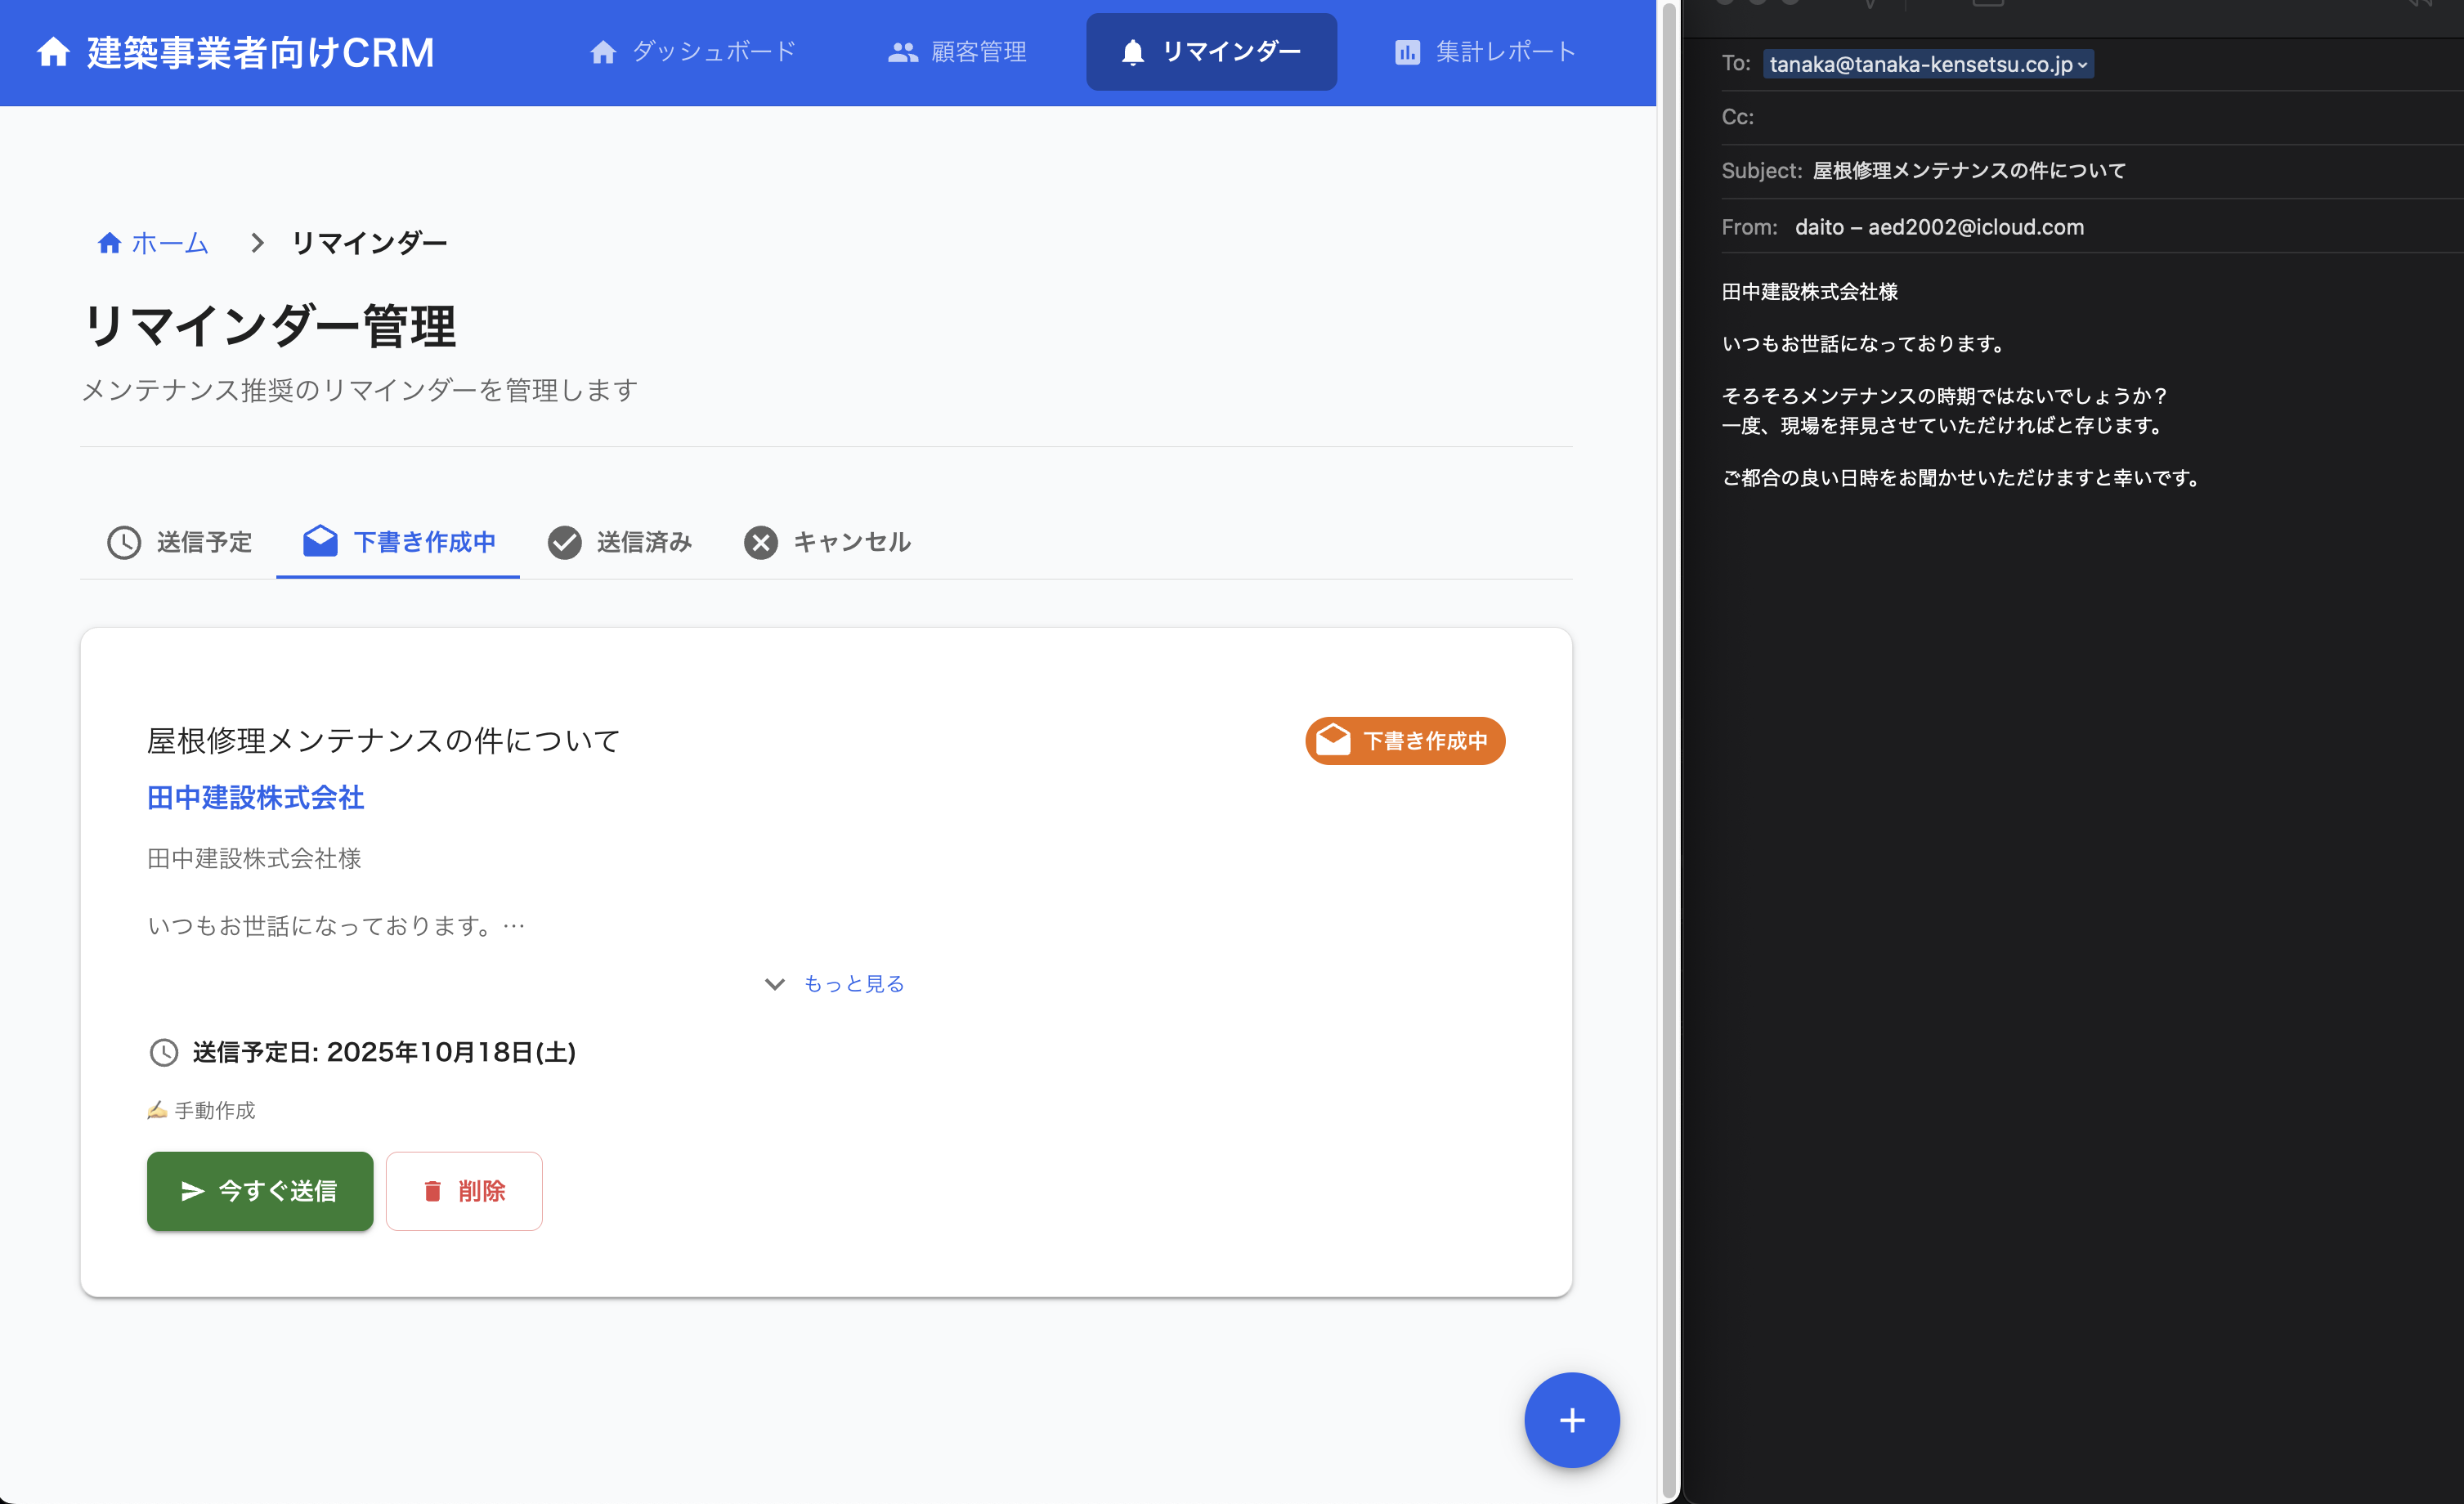 建築事業者向けCRM
ダッシュボード
顧客管理
リマインダー
集計レポート
ホーム
リマインダー
リマインダー管理
メンテナンス推奨のリマインダーを管理します
送信予定
下書き作成中
送信済み
キャンセル
屋根修理メンテナンスの件について
下書き作成中
田中建設株式会社
田中建設株式会社様
いつもお世話になっております。…
もっと見る
送信予定日: 2025年10月18日(土)
✍️ 手動作成
今すぐ送信
削除
To: tanaka@tanaka-kensetsu.co.jp
Cc:
Subject: 屋根修理メンテナンスの件について
From: daito – aed2002@icloud.com
田中建設株式会社様
いつもお世話になっております。
そろそろメンテナンスの時期ではないでしょうか？
一度、現場を拝見させていただければと存じます。
ご都合の良い日時をお聞かせいただけますと幸いです。